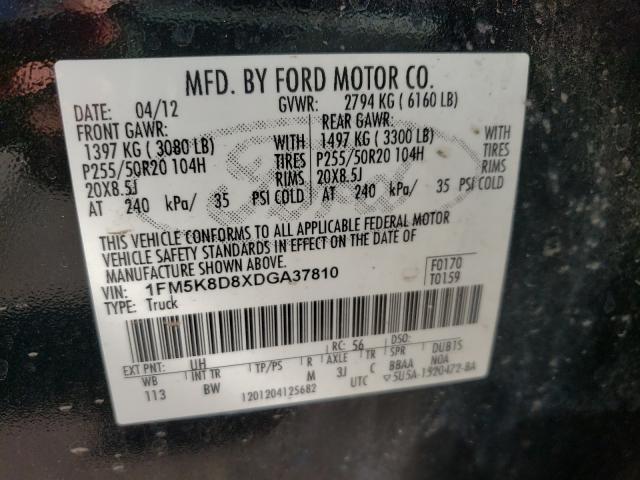 MFD. BY FORD MOTOR CO.
DATE: 04/12 GVWR: 2794 KG ( 6160 LB)
FRONT GAWR: REAR GAWR:
1397 KG ( 3080 LB) WITH 1497 KG ( 3300 LB) WITH
P255/50R20 104H TIRES P255/50R20 104H TIRES
20X8.5J RIMS 20X8.5J RIMS
AT 240 kPa/ 35 PSI COLD AT 240 kPa/ 35 PSI COLD
THIS VEHICLE CONFORMS TO ALL APPLICABLE FEDERAL MOTOR
VEHICLE SAFETY STANDARDS IN EFFECT ON THE DATE OF
MANUFACTURE SHOWN ABOVE.
VIN: 1FM5K8D8XDGA37810 F0170
TYPE: Truck T0159
EXT PNT: UH RC: 56 DSO:
WB INT TR TP/PS R AXLE TR SPR DUB1S
113 BW M 3J C BBAA NOA
1201204125682 UTC 5U5A-1520472-BA
Ford